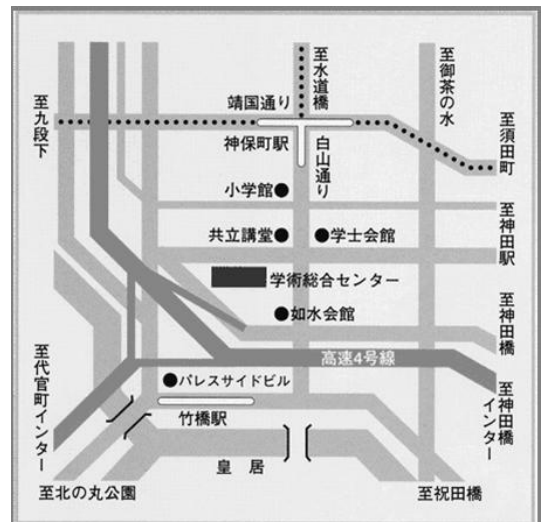 至水道橋
至御茶の水
靖国通り
至九段下
至須田町
神保町駅
白山通り
小学館
共立講堂
学士会館
至神田駅
学術総合センター
至神田橋
如水会館
高速4号線
至代官町インター
パレスサイドビル
至神田橋インター
竹橋駅
皇居
至北の丸公園
至祝田橋